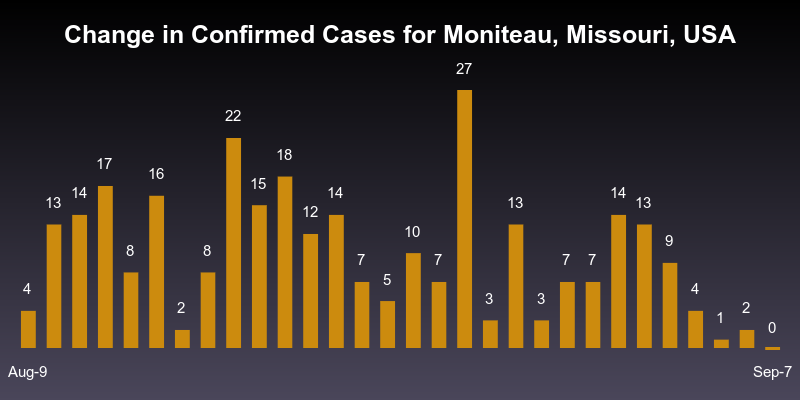 Change in Confirmed Cases for Moniteau, Missouri, USA
4 13 14 17 8 16 2 8 22 15 18 12 14 7 5 10 7 27 3 13 3 7 7 14 13 9 4 1 2 0
Aug-9 Sep-7